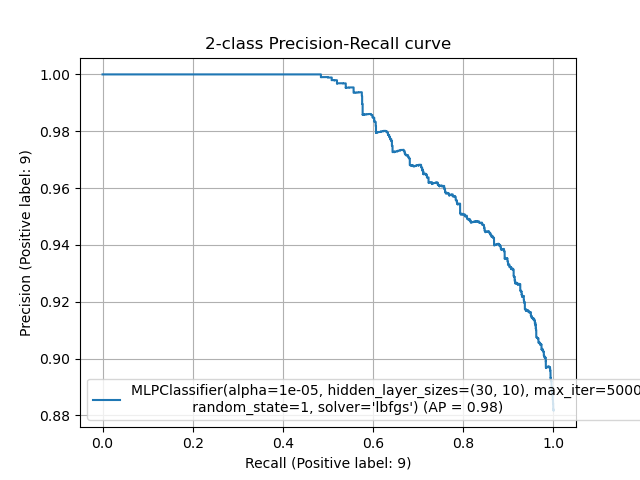 2-class Precision-Recall curve
1.00
0.98
0.96
0.94
0.92
0.90
0.88
Precision (Positive label: 9)
MLPClassifier(alpha=1e-05, hidden_layer_sizes=(30, 10), max_iter=5000
random_state=1, solver='lbfgs') (AP = 0.98)
0.0 0.2 0.4 0.6 0.8 1.0
Recall (Positive label: 9)